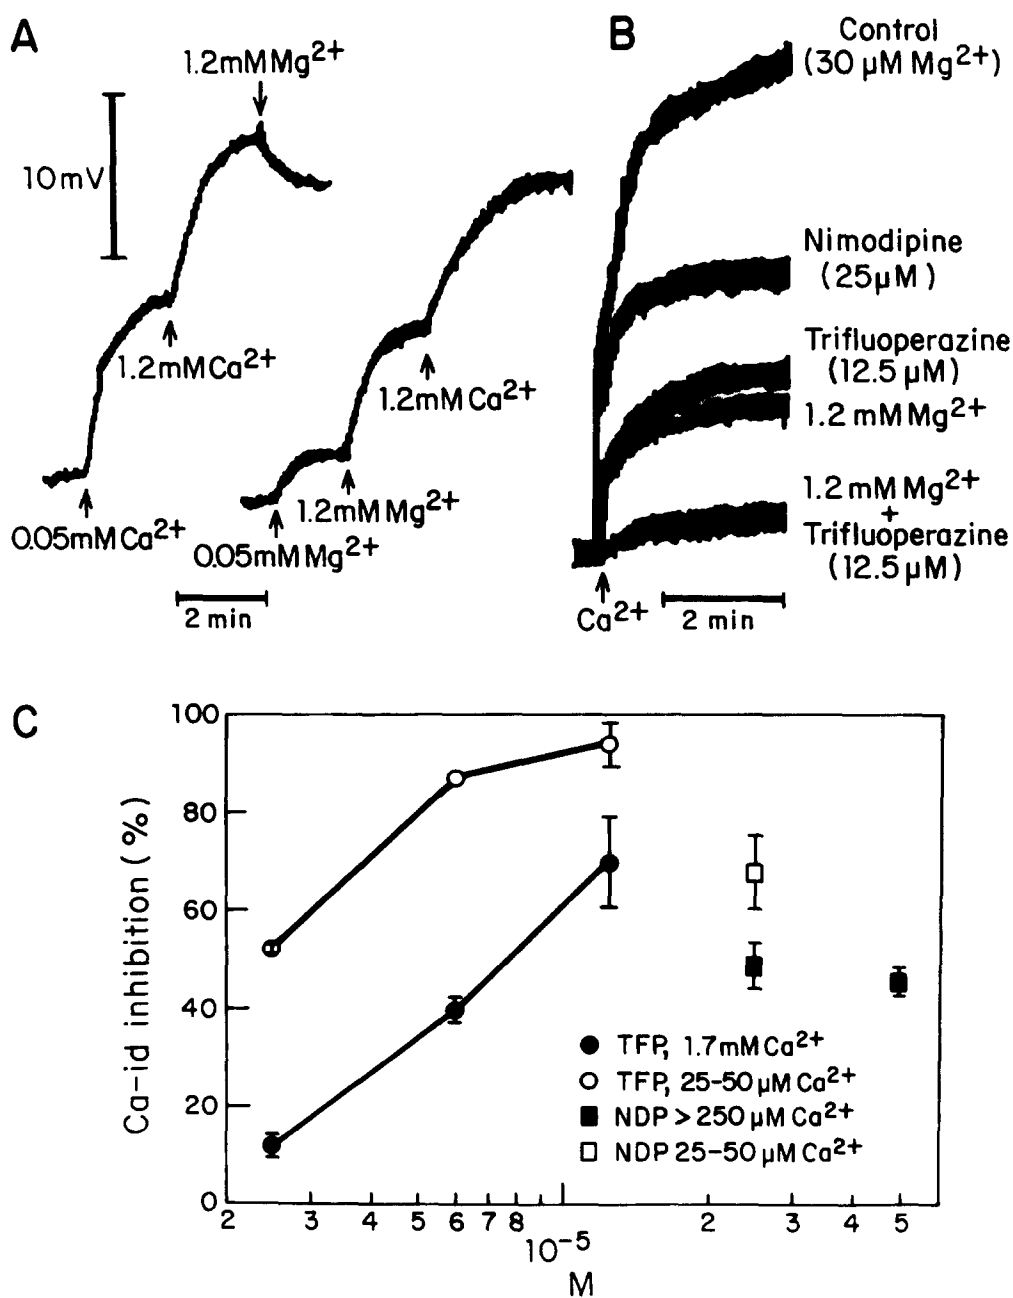 A
1.2mM Mg2+
10mV
1.2mM Ca2+
0.05mM Ca2+
1.2mM Ca2+
1.2mM Mg2+
0.05mM Mg2+
2 min
B
Control
(30 µM Mg2+)
Nimodipine
(25µM)
Trifluoperazine
(12.5 µM)
1.2 mM Mg2+
1.2 mM Mg2+
+
Trifluoperazine
(12.5 µM)
Ca2+
2 min
C
Ca-id inhibition (%)
100
80
60
40
20
0
TFP, 1.7mM Ca2+
TFP, 25-50 µM Ca2+
NDP > 250 µM Ca2+
NDP 25-50 µM Ca2+
2 3 4 5 6 7 8 2 3 4 5
10-5
M